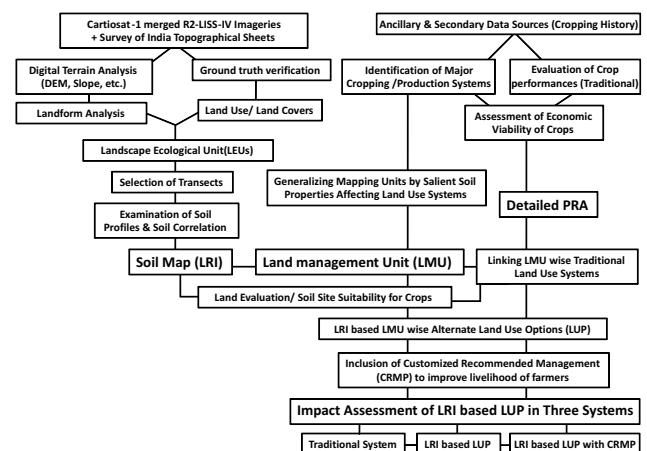 Cartiosat -1 merged R2-LISS-IV Imageries
+ Survey of India Topographical Sheets
Ancillary & Secondary Data Sources (Cropping History)
Digital Terrain Analysis
(DEM, Slope, etc.)
Ground truth verification
Identification of Major
Cropping /Production Systems
Evaluation of Crop
performances (Traditional)
Landform Analysis
Land Use/ Land Covers
Assessment of Economic
Viability of Crops
Landscape Ecological Unit(LEUs)
Selection of Transects
Generalizing Mapping Units by Salient Soil
Properties Affecting Land Use Systems
Examination of Soil
Profiles & Soil Correlation
Detailed PRA
Soil Map (LRI)
Land management Unit (LMU)
Linking LMU wise Traditional
Land Use Systems
Land Evaluation/ Soil Site Suitability for Crops
LRI based LMU wise Alternate Land Use Options (LUP)
Inclusion of Customized Recommended Management
(CRMP) to improve livelihood of farmers
Impact Assessment of LRI based LUP in Three Systems
Traditional System
LRI based LUP
LRI based LUP with CRMP